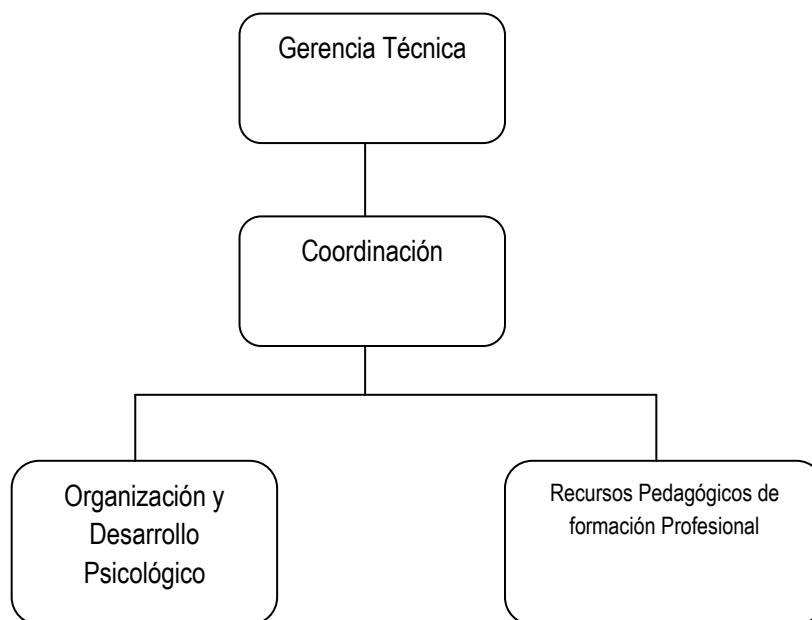 Gerencia Técnica
Coordinación
Organización y
Desarrollo
Psicológico
Recursos Pedagógicos de
formación Profesional